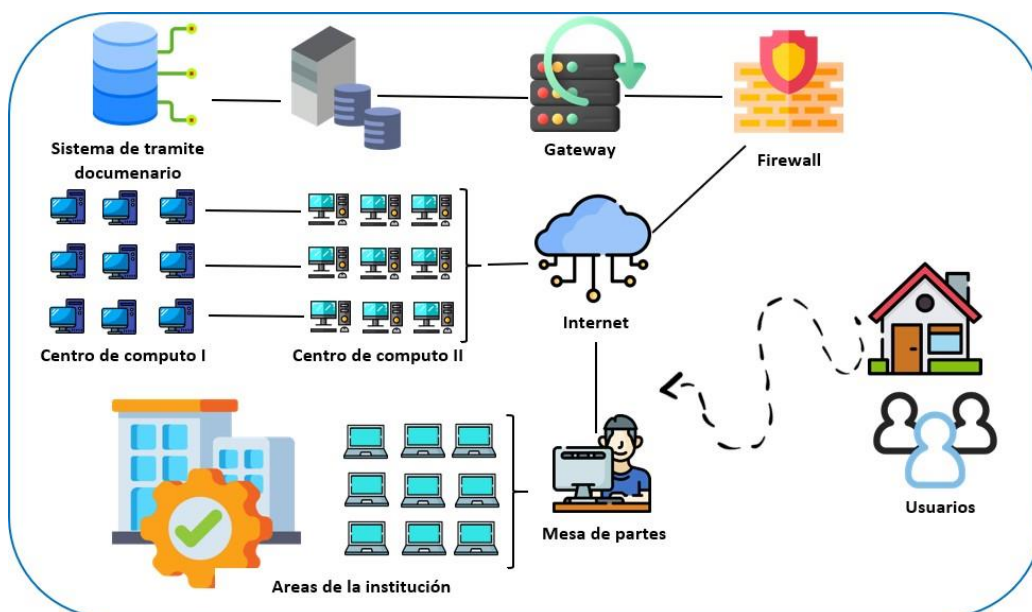 Sistema de tramite
documenario
Gateway
Firewall
Internet
Centro de computo I
Centro de computo II
Usuarios
Mesa de partes
Areas de la institución